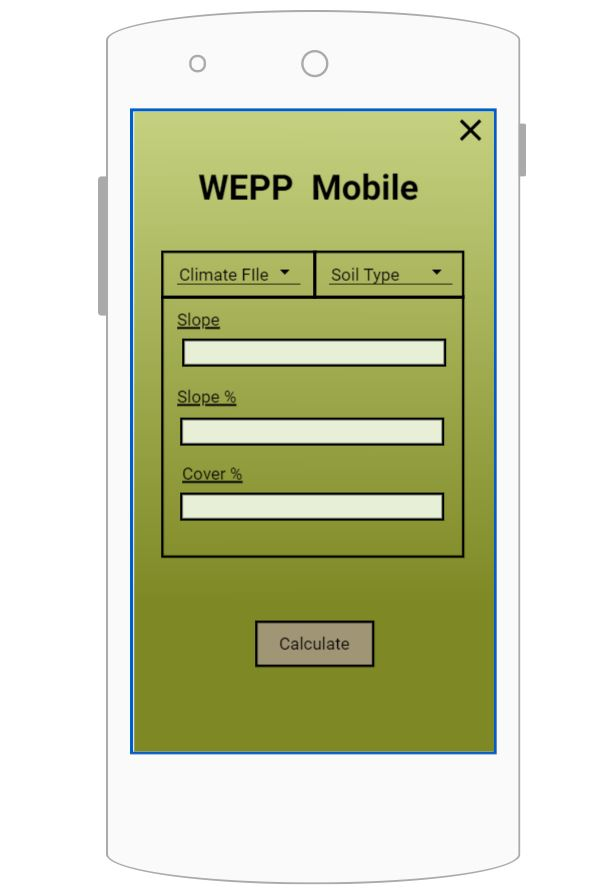 WEPP Mobile
Climate FIle
Soil Type
Slope
Slope %
Cover %
Calculate